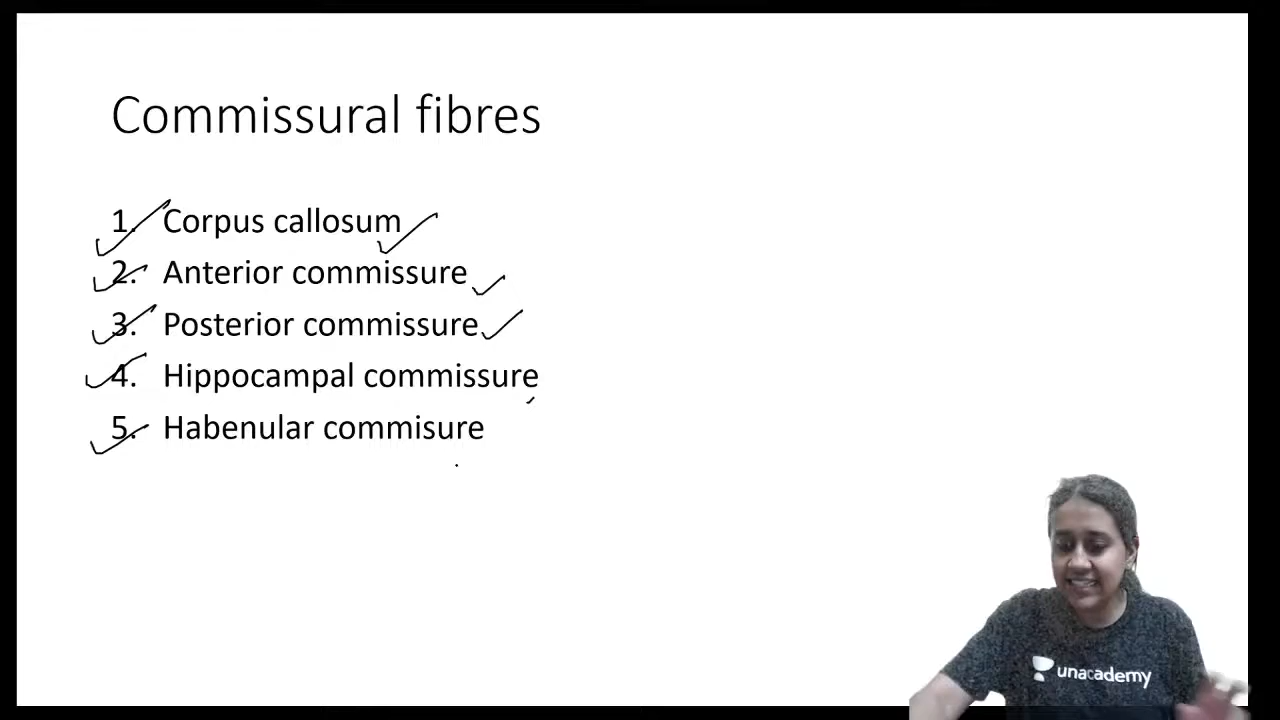 Commissural fibres
1. Corpus callosum
2. Anterior commissure
3. Posterior commissure
4. Hippocampal commissure
5. Habenular commisure
unacademy